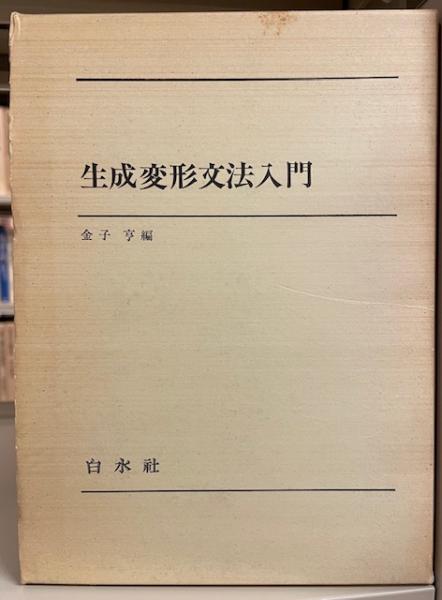 生成変形文法入門
金子 亨編
白水社